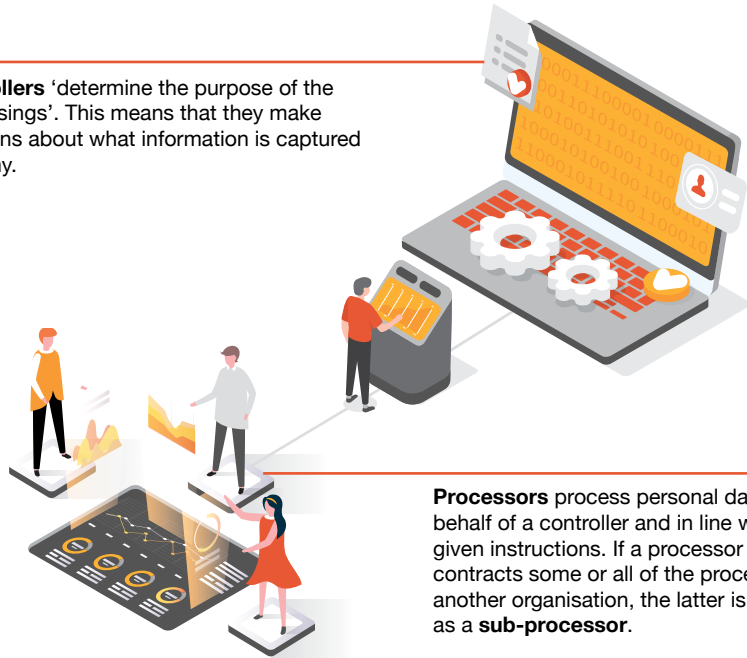 ollers ‘determine the purpose of the
sings’. This means that they make
ns about what information is captured
y.
Processors process personal da
behalf of a controller and in line w
given instructions. If a processor
contracts some or all of the proce
another organisation, the latter is
as a sub-processor.